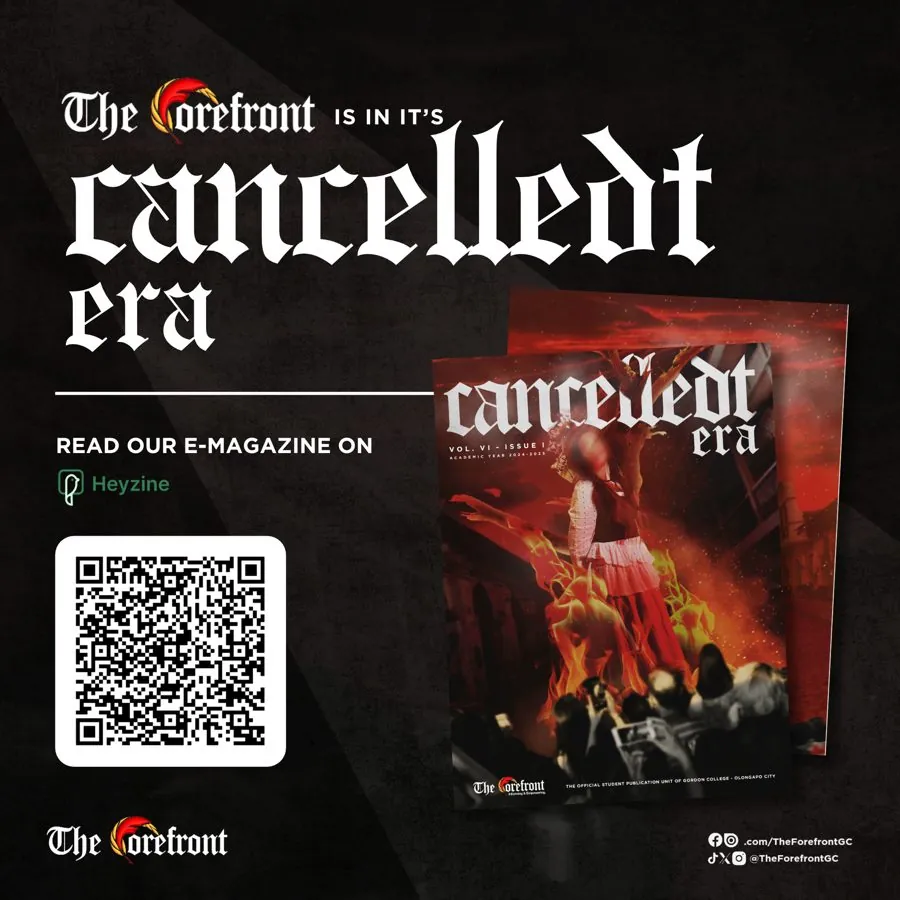 The Forefront IS IN IT'S
cancelledt
era
READ OUR E-MAGAZINE ON
Heyzine
cancelledt
era
VOL. VI - ISSUE I
ACADEMIC YEAR 2024-2025
The Forefront
THE OFFICIAL STUDENT PUBLICATION UNIT OF GORDON COLLEGE - OLONGAPO CITY
The Forefront
.com/TheForefrontGC
@TheForefrontGC